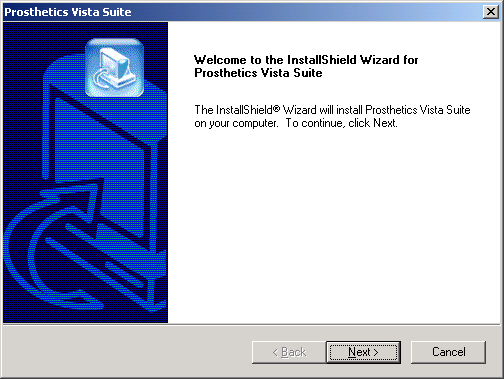 Prosthetics Vista Suite
Welcome to the InstallShield Wizard for
Prosthetics Vista Suite
The InstallShield® Wizard will install Prosthetics Vista Suite
on your computer. To continue, click Next.
< Back
Next >
Cancel